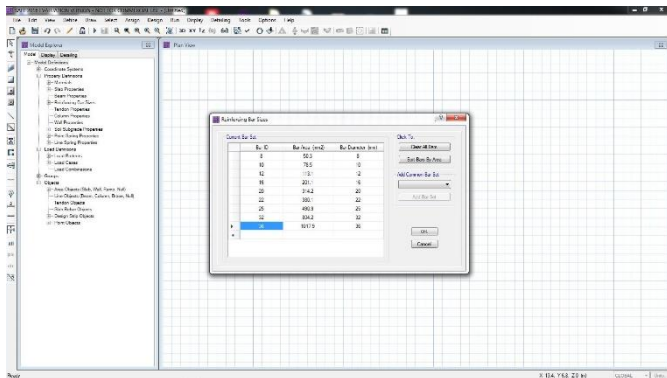 File Edit View Define Draw Select Assign Design Run Display Detailing Tools Options Help
Model Explorer
Plan View
Model Display Detailing
Model Definitions
Coordinate Systems
Property Definitions
Materials
Slab Properties
Beam Properties
Reinforcing Bar Sizes
Tendon Properties
Column Properties
Wall Properties
Soil Subgrade Properties
Point Spring Properties
Line Spring Properties
Load Definitions
Load Patterns
Load Cases
Load Combinations
Groups
Objects
Area Objects (Slab, Wall, Ramp, Null)
Line Objects (Beam, Column, Brace, Null)
Tendon Objects
Slab Rebar Objects
Design Strip Objects
Point Objects
Reinforcing Bar Sizes
Current Bar Set
Bar ID Bar Area (mm2) Bar Diameter (mm)
8 50.3 8
10 78.5 10
12 113.1 12
16 201.1 16
20 314.2 20
22 380.1 22
25 490.9 25
32 804.2 32
36 1017.9 36
Click To:
Clear All Bars
Sort Bars By Area
Add Common Bar Set
Add Bar Set
OK
Cancel
Ready
GLOBAL